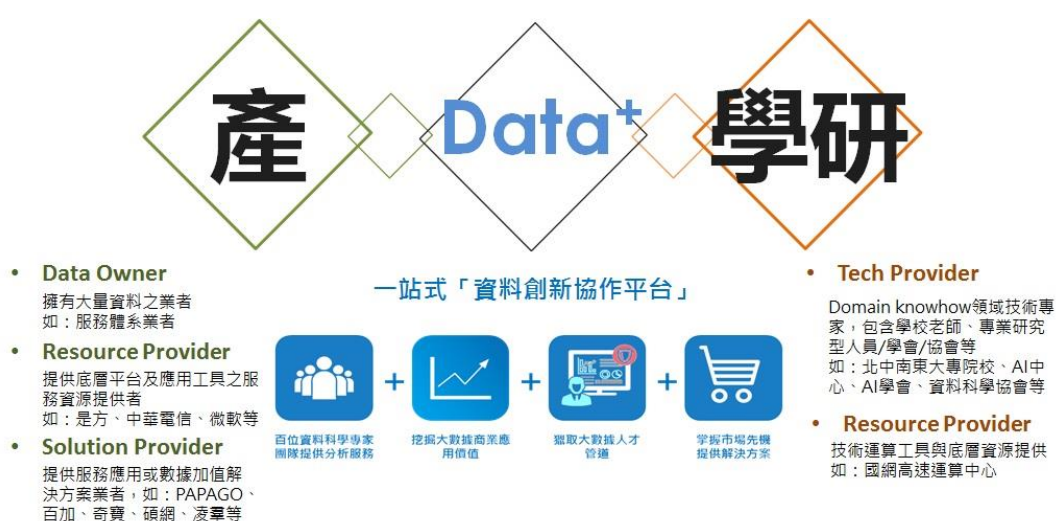 產
Data+
學研
• Data Owner
擁有大量資料之業者
如：服務體系業者
• Resource Provider
提供底層平台及應用工具之服
務資源提供者
如：是方、中華電信、微軟等
• Solution Provider
提供服務應用或數據加值解
決方案業者，如：PAPAGO、
百加、奇寶、碩網、凌羣等
一站式「資料創新協作平台」
百位資料科學專家
團隊提供分析服務
+
挖掘大數據商業應
用價值
+
獵取大數據人才
管道
+
掌握市場先機
提供解決方案
• Tech Provider
Domain knowhow領域技術專
家，包含學校老師、專業研究
型人員/學會/協會等
如：北中南東大專院校、AI中
心、AI學會、資料科學協會等
• Resource Provider
技術運算工具與底層資源提供
如：國網高速運算中心